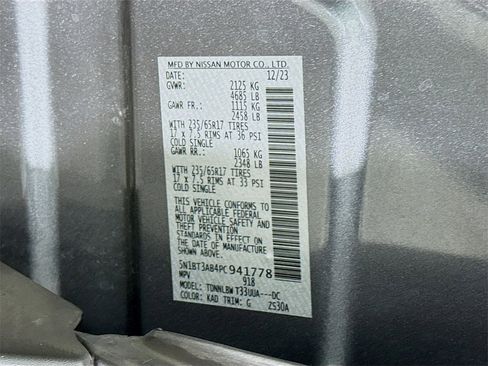 MFD BY NISSAN MOTOR CO., LTD.
DATE: 12/23
GVWR: 2125 KG
4685 LB
GAWR FR.: 1115 KG
2458 LB
WITH 235/65R17 TIRES
17 x 7.5 RIMS AT 36 PSI
COLD SINGLE
GAWR RR.: 1065 KG
2348 LB
WITH 235/65R17 TIRES
17 x 7.5 RIMS AT 33 PSI
COLD SINGLE
THIS VEHICLE CONFORMS TO
ALL APPLICABLE FEDERAL
MOTOR VEHICLE SAFETY AND
THEFT PREVENTION
STANDARDS IN EFFECT ON
THE DATE OF MANUFACTURE
SHOWN ABOVE.
5N1BT3AB4PC941778
MPV 918
MODEL: TDNNLBW T33UUA---DC
COLOR: KAD TRIM: G 2S30A